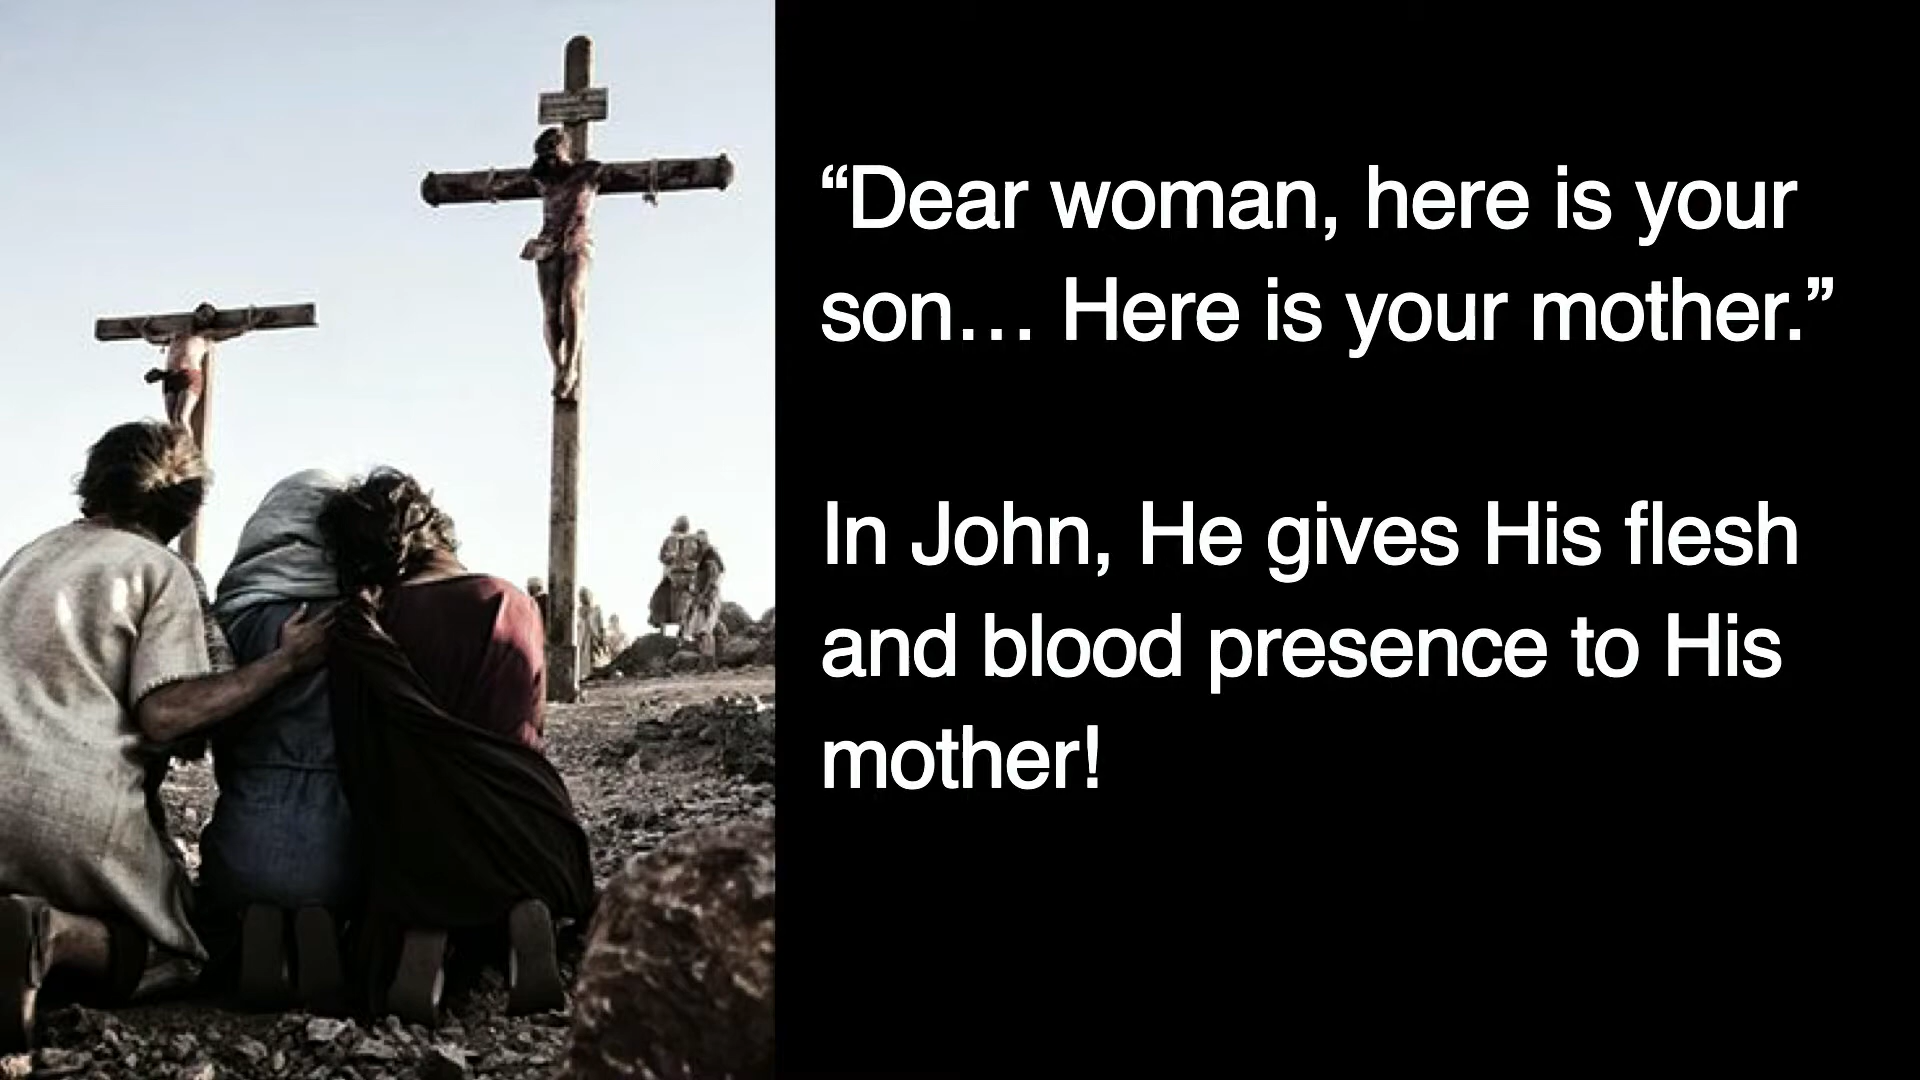 “Dear woman, here is your
son… Here is your mother.”
In John, He gives His flesh
and blood presence to His
mother!